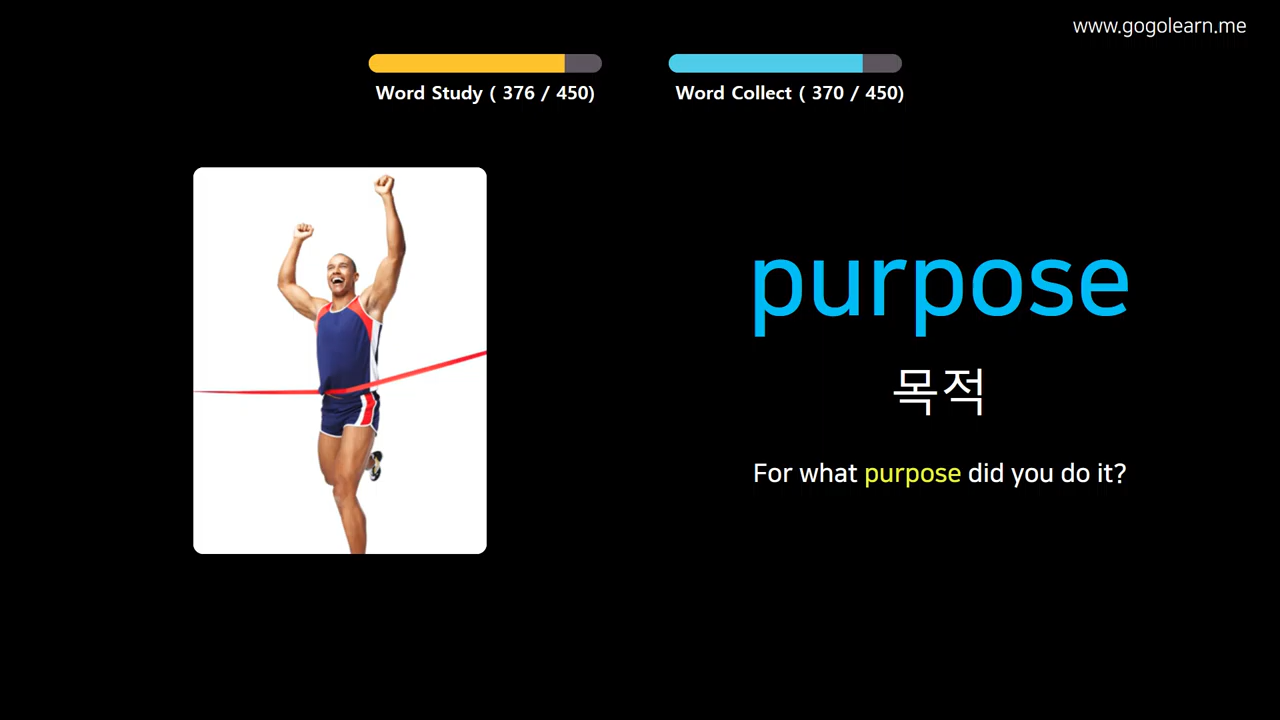 www.gogolearn.me
Word Study ( 376 / 450)
Word Collect ( 370 / 450)
purpose
목적
For what purpose did you do it?